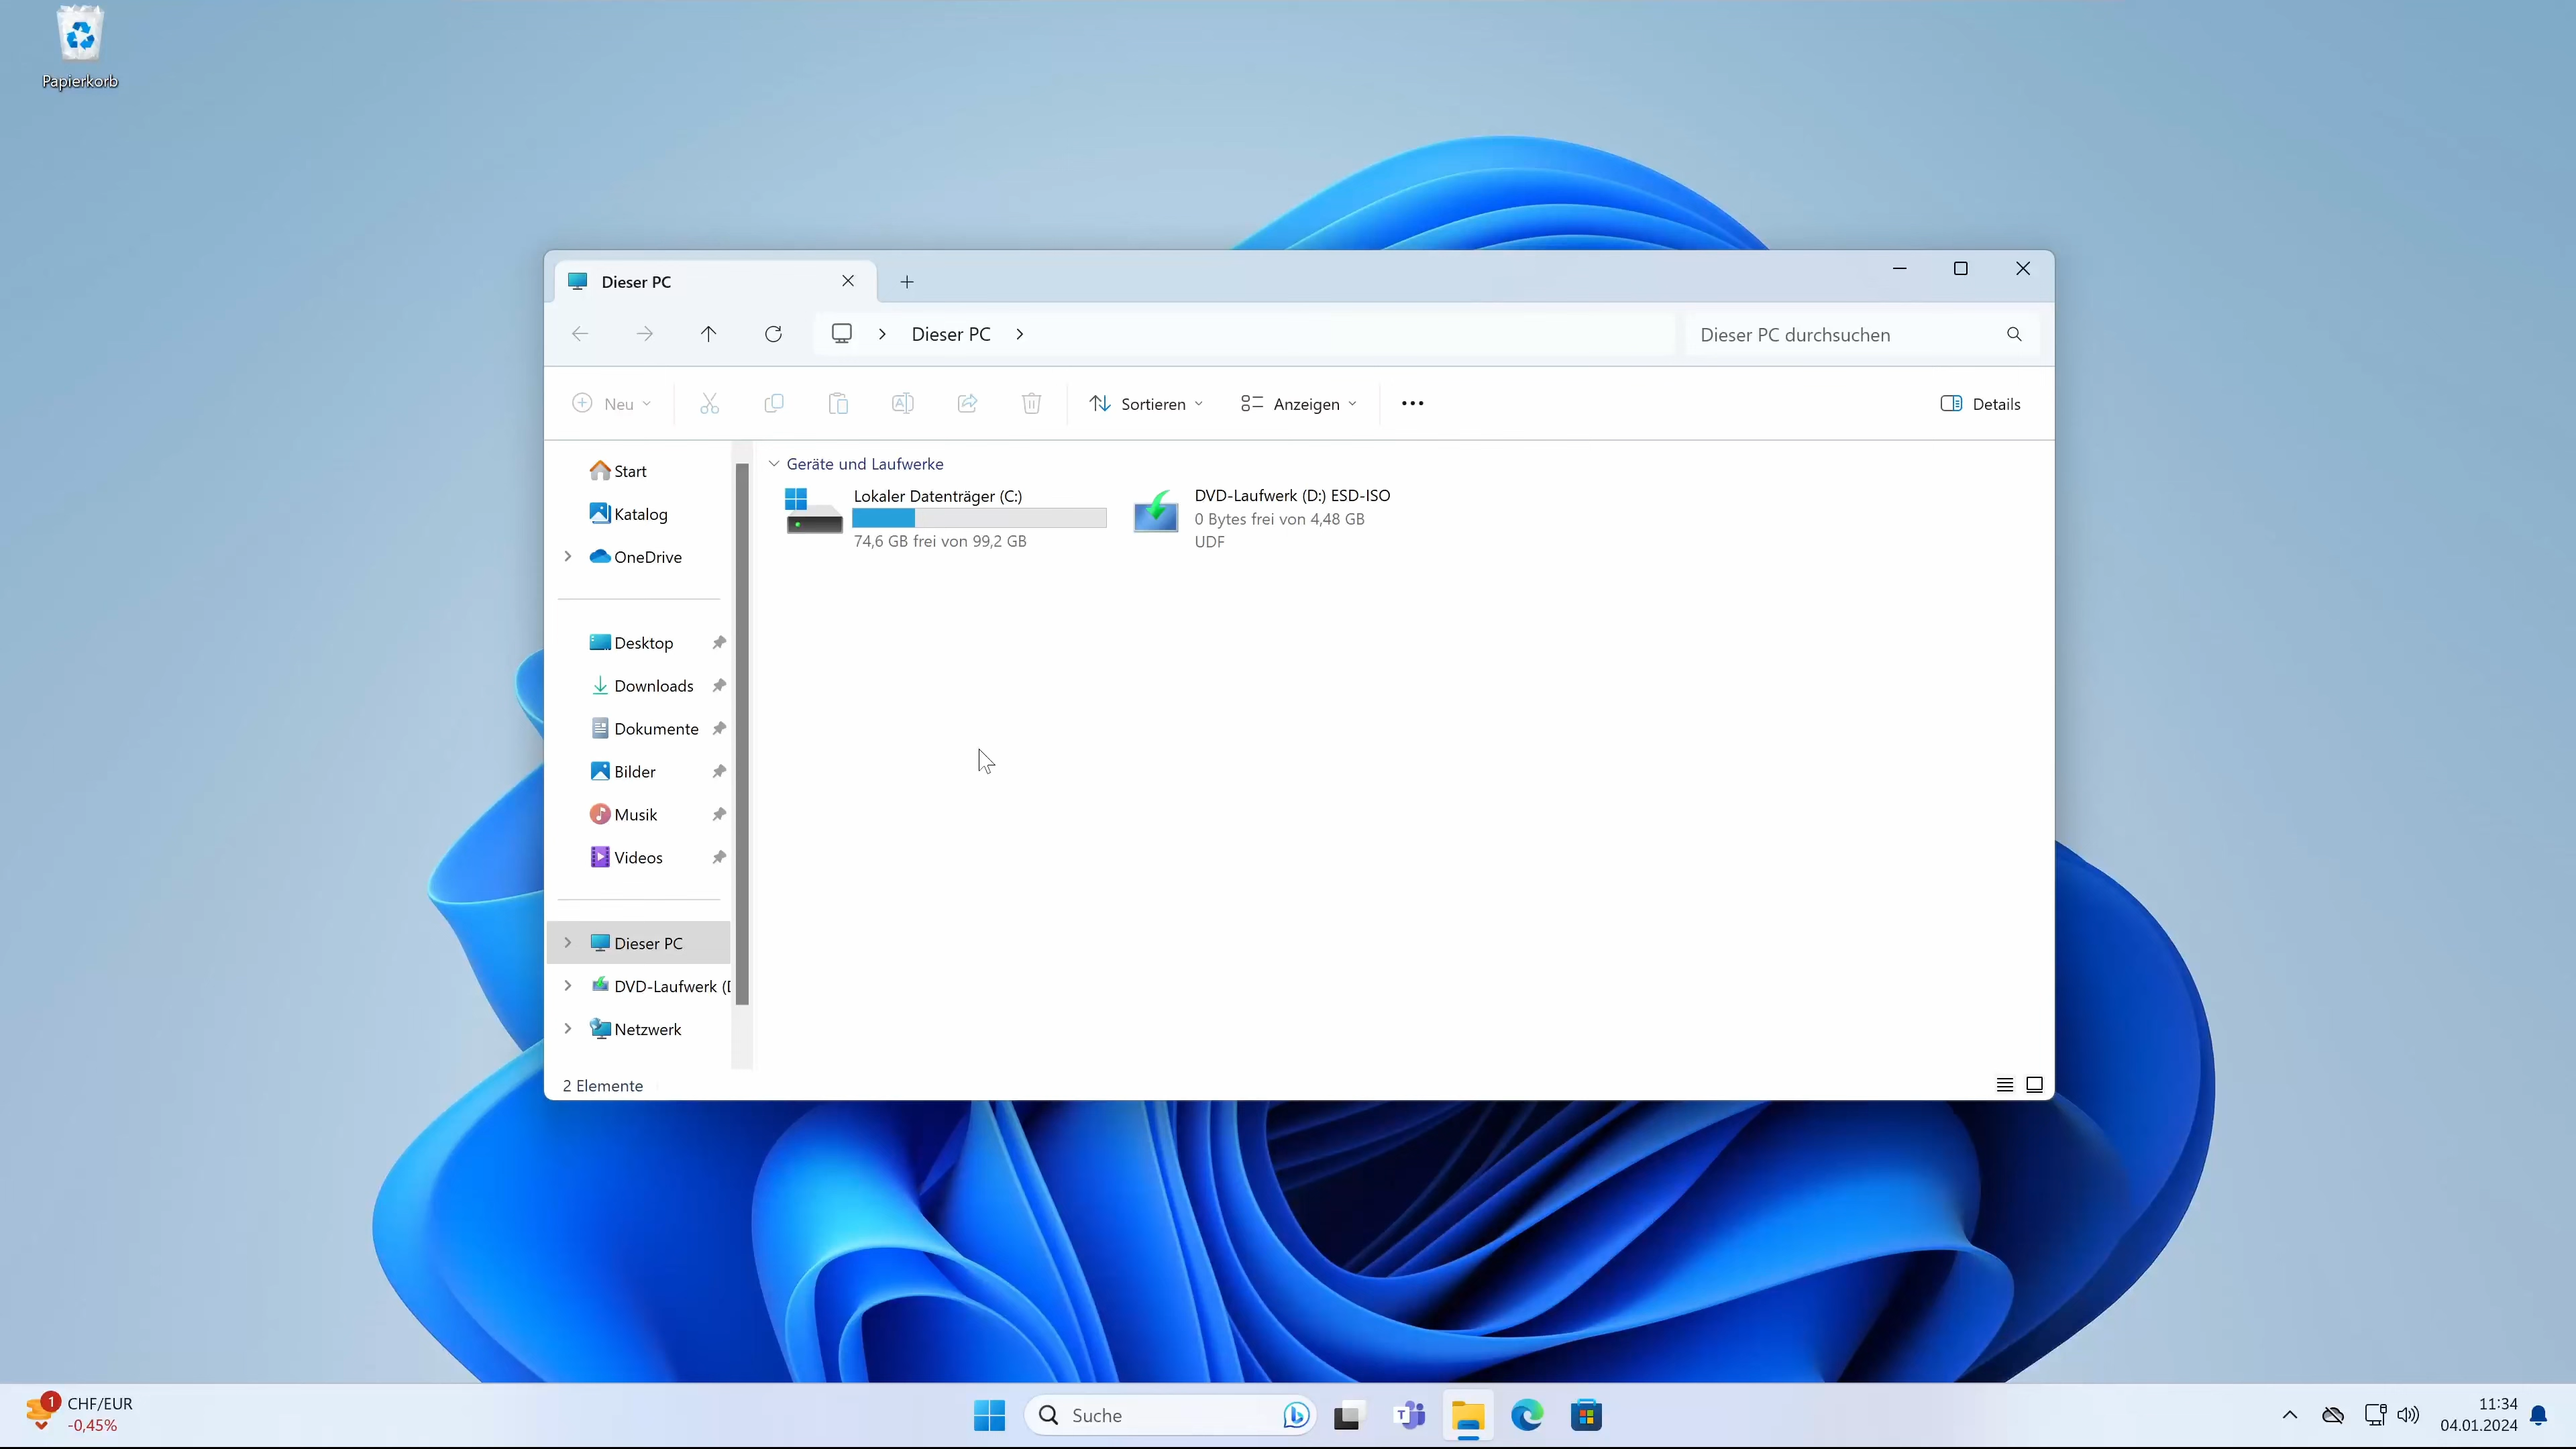 Papierkorb
Dieser PC
Dieser PC
Dieser PC durchsuchen
Neu
Sortieren
Anzeigen
Details
Start
Katalog
OneDrive
Desktop
Downloads
Dokumente
Bilder
Musik
Videos
Dieser PC
DVD-Laufwerk (D
Netzwerk
Geräte und Laufwerke
Lokaler Datenträger (C:)
74,6 GB frei von 99,2 GB
DVD-Laufwerk (D:) ESD-ISO
0 Bytes frei von 4,48 GB
UDF
2 Elemente
1
CHF/EUR
-0,45%
Suche
11:34
04.01.2024